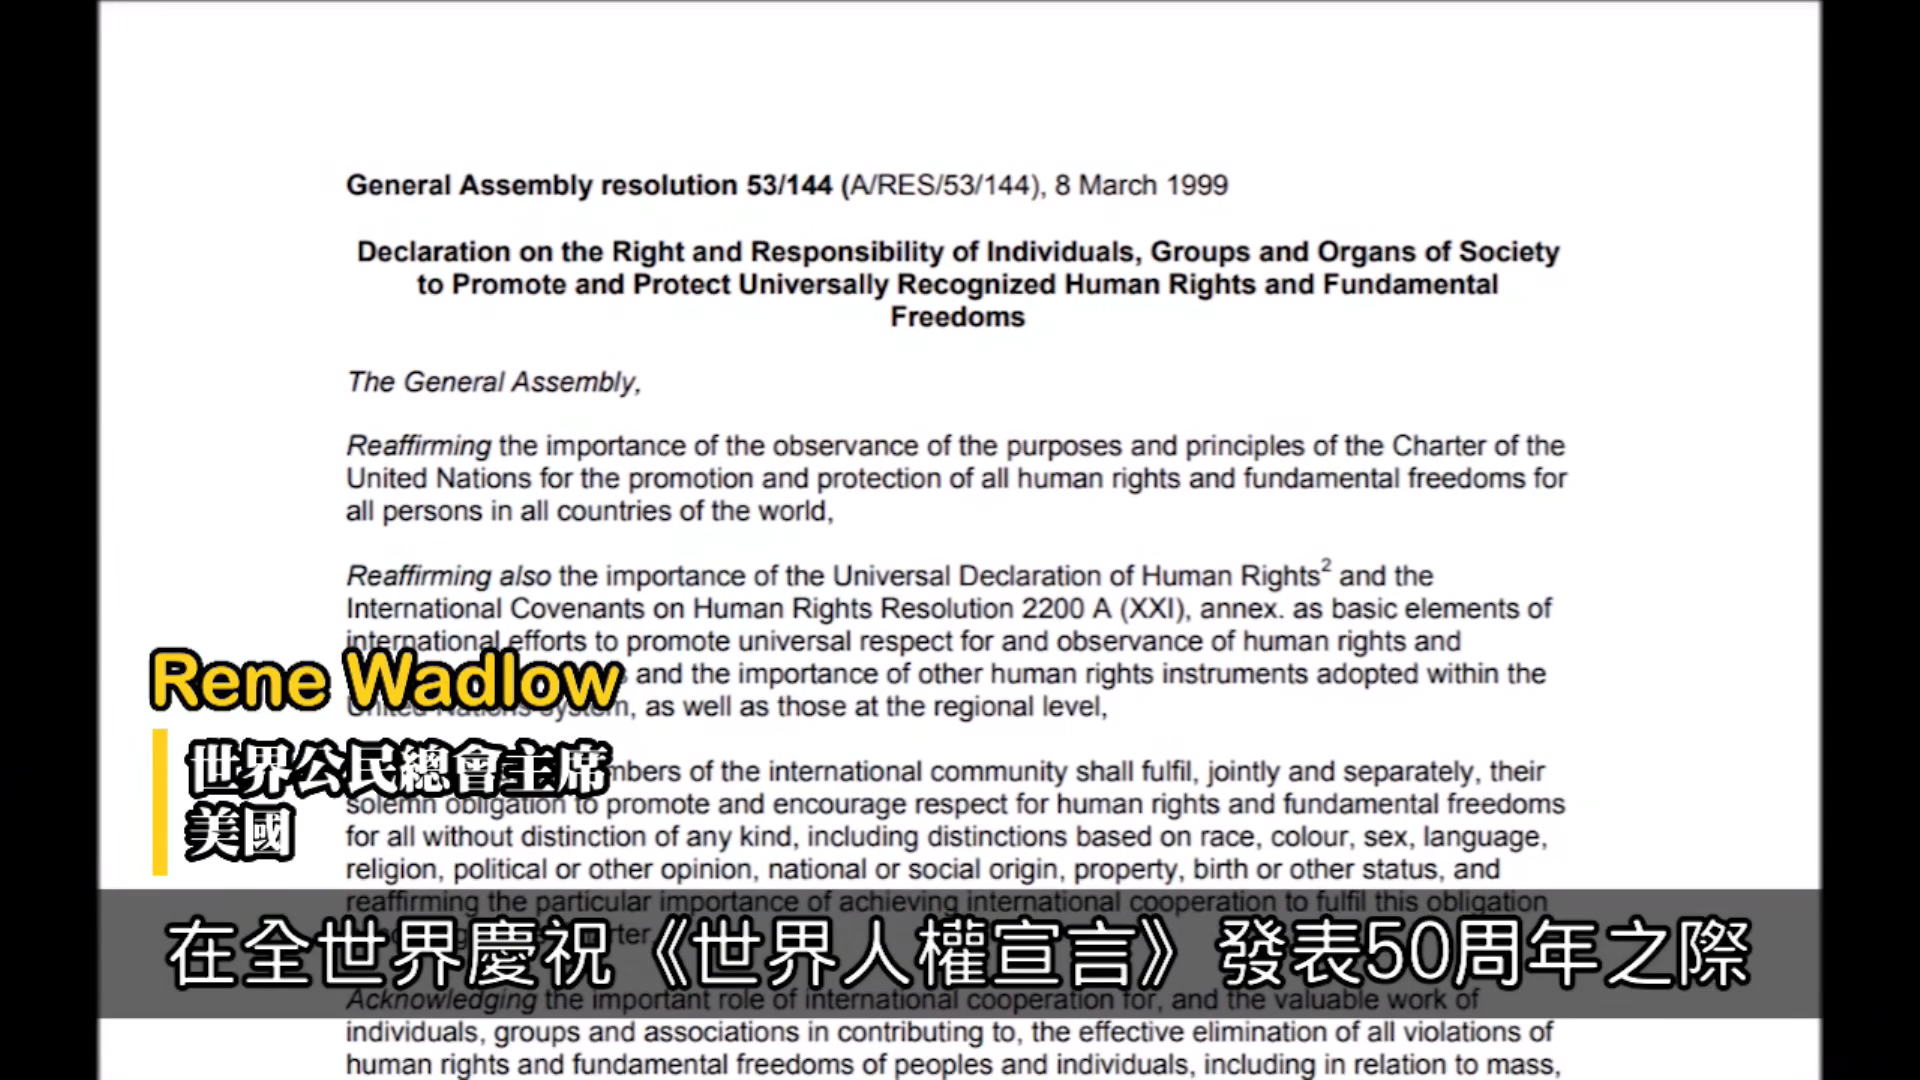 General Assembly resolution 53/144 (A/RES/53/144), 8 March 1999
Declaration on the Right and Responsibility of Individuals, Groups and Organs of Society
to Promote and Protect Universally Recognized Human Rights and Fundamental
Freedoms
The General Assembly,
Reaffirming the importance of the observance of the purposes and principles of the Charter of the
United Nations for the promotion and protection of all human rights and fundamental freedoms for
all persons in all countries of the world,
Reaffirming also the importance of the Universal Declaration of Human Rights2 and the
International Covenants on Human Rights Resolution 2200 A (XXI), annex. as basic elements of
international efforts to promote universal respect for and observance of human rights and
and the importance of other human rights instruments adopted within the
United Nations system, as well as those at the regional level,
Rene Wadlow
世界公民總會主席
美國
of the international community shall fulfil, jointly and separately, their
solemn obligation to promote and encourage respect for human rights and fundamental freedoms
for all without distinction of any kind, including distinctions based on race, colour, sex, language,
religion, political or other opinion, national or social origin, property, birth or other status, and
reaffirming the particular importance of achieving international cooperation to fulfil this obligation
在全世界慶祝《世界人權宣言》發表50周年之際
Acknowledging the important role of international cooperation for, and the valuable work of
individuals, groups and associations in contributing to, the effective elimination of all violations of
human rights and fundamental freedoms of peoples and individuals, including in relation to mass,